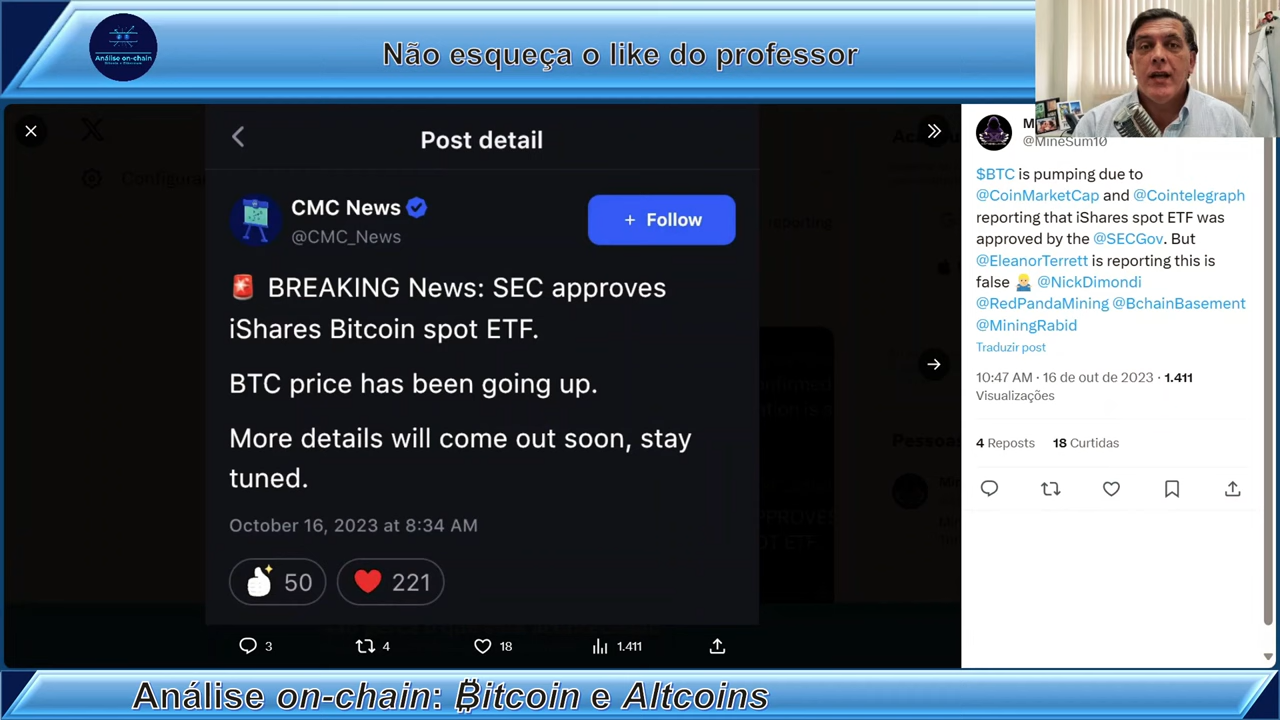 Não esqueça o like do professor
Análise on-chain
Post detail
CMC News
@CMC_News
+ Follow
🚨 BREAKING News: SEC approves
iShares Bitcoin spot ETF.
BTC price has been going up.
More details will come out soon, stay
tuned.
October 16, 2023 at 8:34 AM
50
221
3
4
18
1.411
@MineSum10
$BTC is pumping due to
@CoinMarketCap and @Cointelegraph
reporting that iShares spot ETF was
approved by the @SECGov. But
@EleanorTerrett is reporting this is
false 🤷🏼 @NickDimondi
@RedPandaMining @BchainBasement
@MiningRabid
Traduzir post
10:47 AM · 16 de out de 2023 · 1.411
Visualizações
4 Reposts 18 Curtidas
Análise on-chain: ₿itcoin e Altcoins